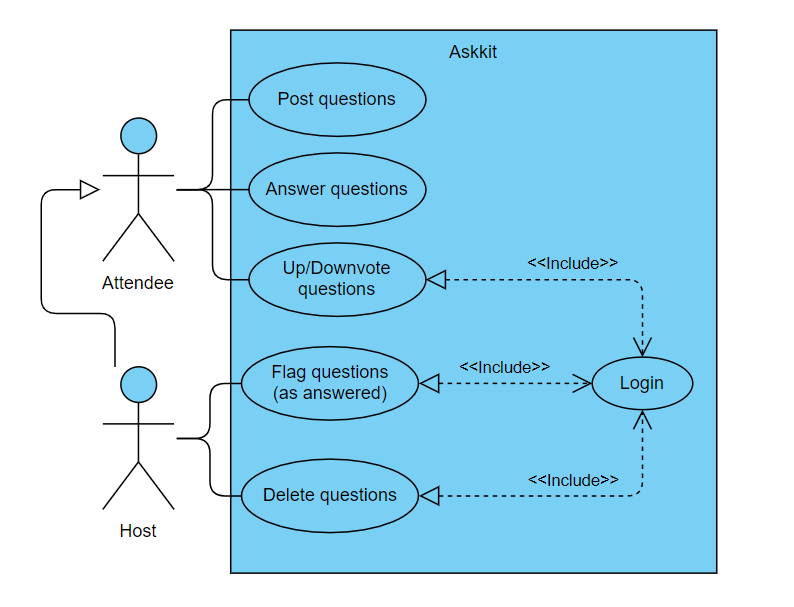 Askkit
Post questions
Answer questions
Up/Downvote
questions
<<Include>>
Attendee
Flag questions
(as answered)
<<Include>>
Login
Delete questions
<<Include>>
Host